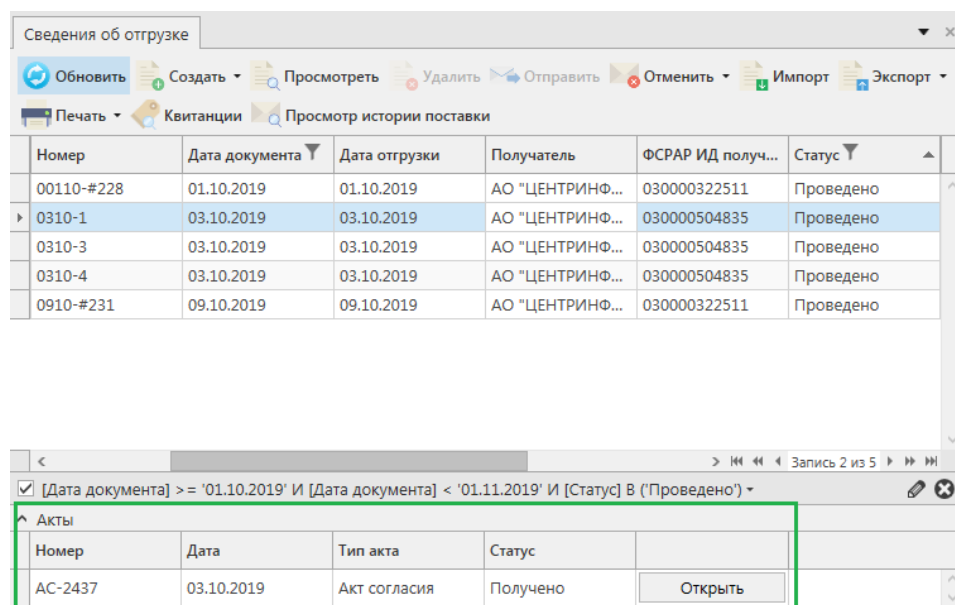 Сведения об отгрузке
Обновить Создать Просмотреть Удалить Отправить Отменить Импорт Экспорт
Печать Квитанции Просмотр истории поставки
Номер Дата документа Дата отгрузки Получатель ФСРАР ИД получ... Статус
00110-#228 01.10.2019 01.10.2019 АО "ЦЕНТРИНФ... 030000322511 Проведено
0310-1 03.10.2019 03.10.2019 АО "ЦЕНТРИНФ... 030000504835 Проведено
0310-3 03.10.2019 03.10.2019 АО "ЦЕНТРИНФ... 030000504835 Проведено
0310-4 03.10.2019 03.10.2019 АО "ЦЕНТРИНФ... 030000504835 Проведено
0910-#231 09.10.2019 09.10.2019 АО "ЦЕНТРИНФ... 030000322511 Проведено
Запись 2 из 5
[Дата документа] >= '01.10.2019' И [Дата документа] < '01.11.2019' И [Статус] В ('Проведено')
Акты
Номер Дата Тип акта Статус
АС-2437 03.10.2019 Акт согласия Получено Открыть